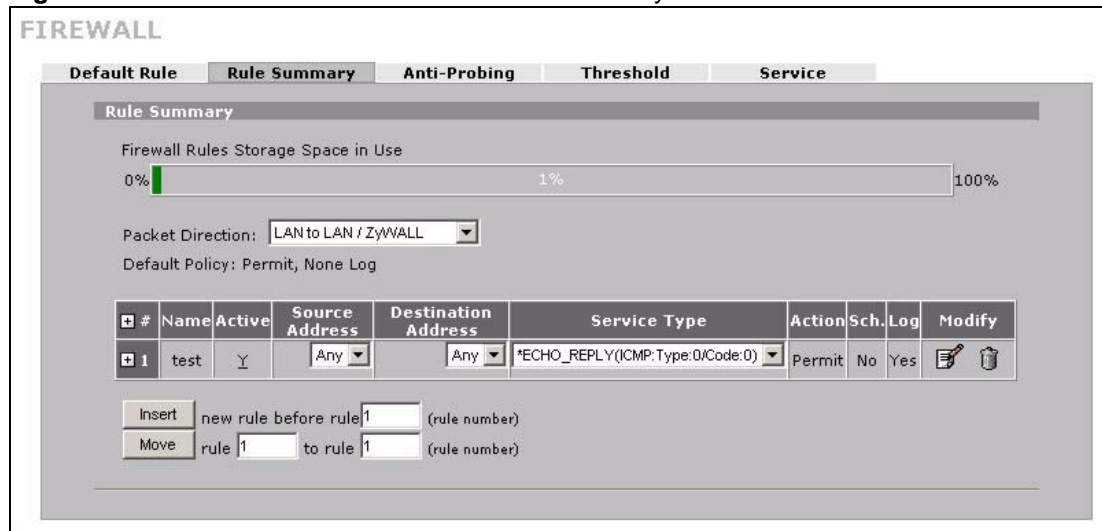 FIREWALL
Default Rule Rule Summary Anti-Probing Threshold Service
Rule Summary
Firewall Rules Storage Space in Use
0% 1% 100%
Packet Direction: LAN to LAN / ZyWALL
Default Policy: Permit, None Log
# Name Active Source Address Destination Address Service Type Action Sch. Log Modify
1 test Y Any Any *ECHO_REPLY(ICMP:Type:0/Code:0) Permit No Yes
Insert new rule before rule 1 (rule number)
Move rule 1 to rule 1 (rule number)